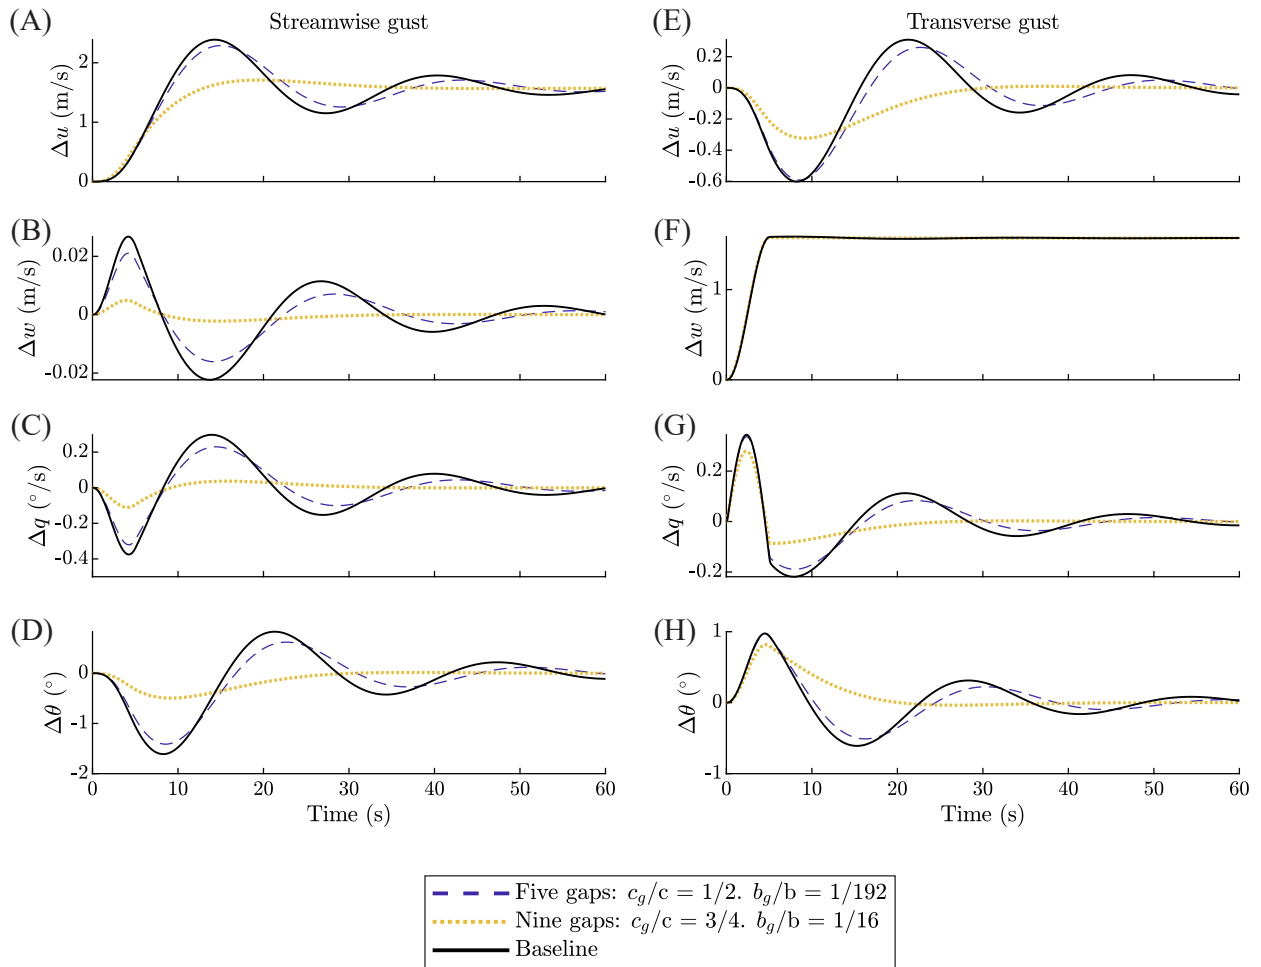 (A)
Streamwise gust
Δu (m/s)
2
1
0
(B)
Δw (m/s)
0.02
0
-0.02
(C)
Δq (°/s)
0.2
0
-0.2
-0.4
(D)
Δθ (°)
0
-1
-2
0 10 20 30 40 50 60
Time (s)
(E)
Transverse gust
Δu (m/s)
0.2
0
-0.2
-0.4
-0.6
(F)
Δw (m/s)
1
0
(G)
Δq (°/s)
0.2
0
-0.2
(H)
Δθ (°)
1
0
-1
0 10 20 30 40 50 60
Time (s)
Five gaps: c_g/c = 1/2. b_g/b = 1/192
Nine gaps: c_g/c = 3/4. b_g/b = 1/16
Baseline